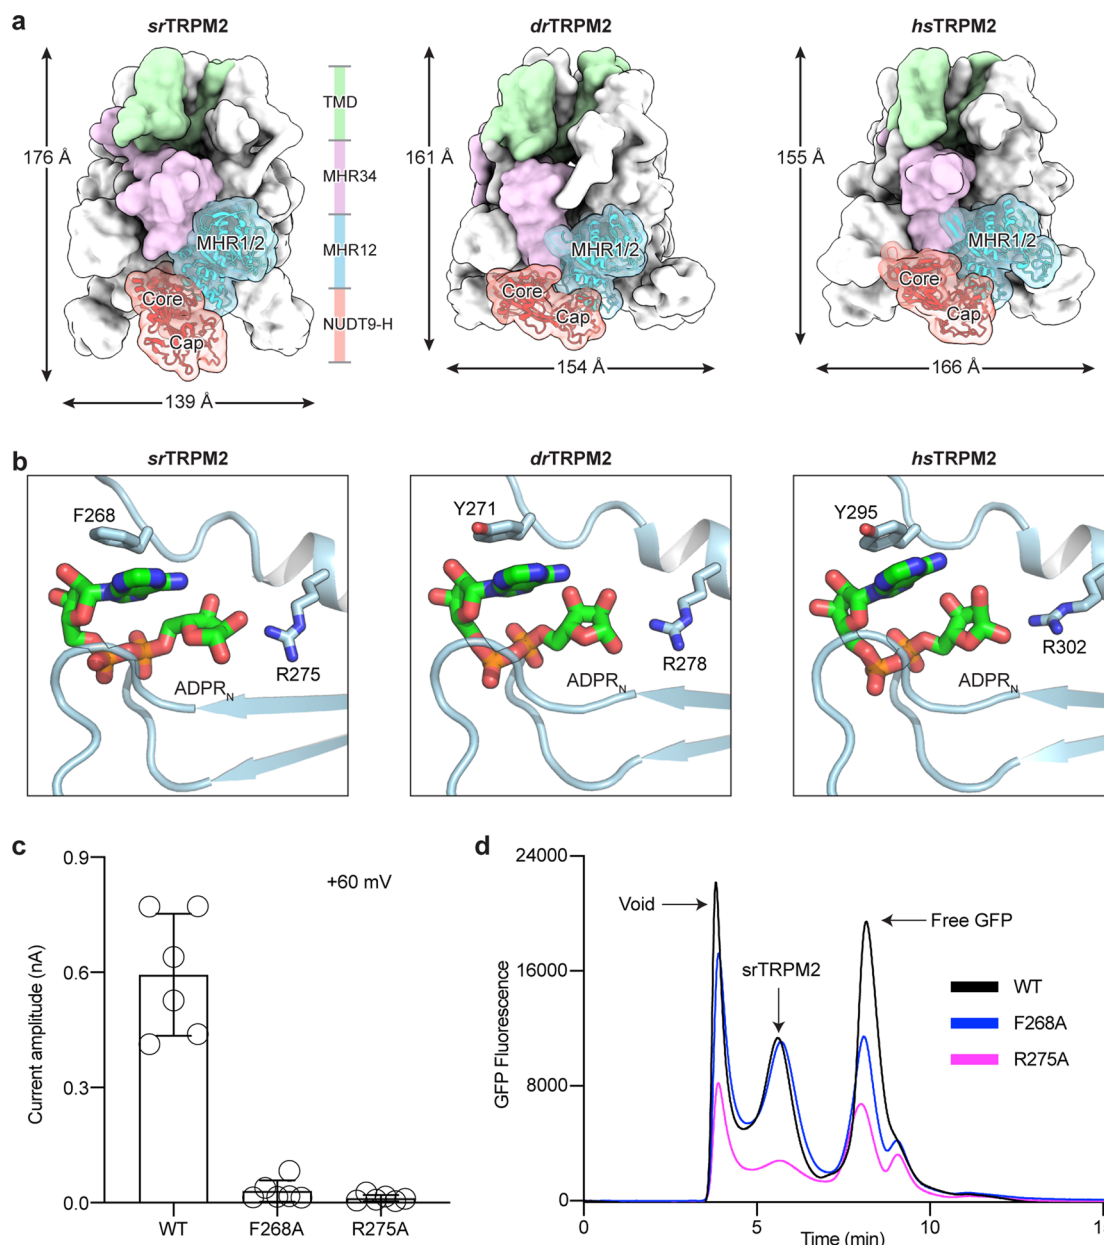 a
srTRPM2
drTRPM2
hsTRPM2
176 Å
161 Å
155 Å
TMD
MHR34
MHR12
NUDT9-H
MHR1/2
Core
Cap
MHR1/2
Core
Cap
MHR1/2
Core
Cap
139 Å
154 Å
166 Å
b
srTRPM2
drTRPM2
hsTRPM2
F268
R275
ADPRN
Y271
R278
ADPRN
Y295
R302
ADPRN
c
Current amplitude (nA)
0.9
0.6
0.3
0.0
+60 mV
WT
F268A
R275A
d
GFP Fluorescence
24000
16000
8000
0
Void
srTRPM2
Free GFP
WT
F268A
R275A
0
5
10
15
Time (min)